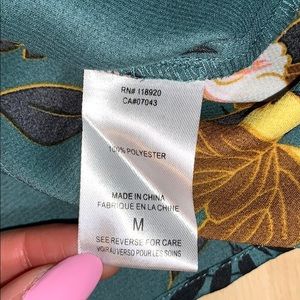 RN# 118920
CA#07043
100% POLYESTER
MADE IN CHINA
FABRIQUE EN LA CHINE
M
SEE REVERSE FOR CARE
VOIR AU VERSO POUR LES SOINS